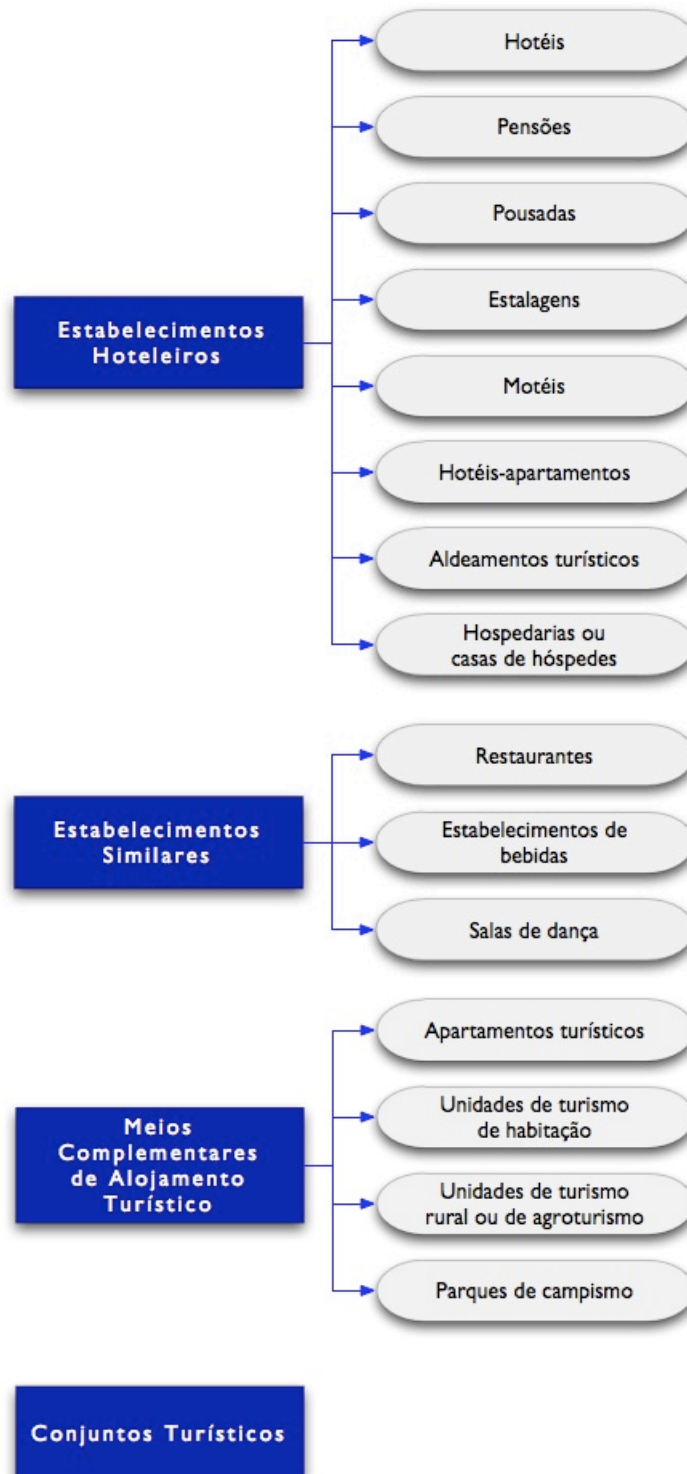 Estabelecimentos
Hoteleiros
Hotéis
Pensões
Pousadas
Estalagens
Motéis
Hotéis-apartamentos
Aldeamentos turísticos
Hospedarias ou
casas de hóspedes
Estabelecimentos
Similares
Restaurantes
Estabelecimentos de
bebidas
Salas de dança
Meios
Complementares
de Alojamento
Turístico
Apartamentos turísticos
Unidades de turismo
de habitação
Unidades de turismo
rural ou de agroturismo
Parques de campismo
Conjuntos Turísticos